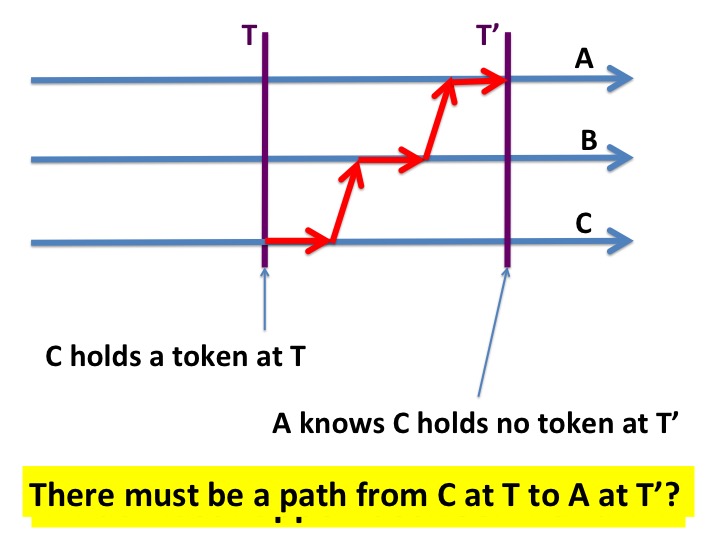 T
T’
A
B
C
C holds a token at T
A knows C holds no token at T’
There must be a path from C at T to A at T’?